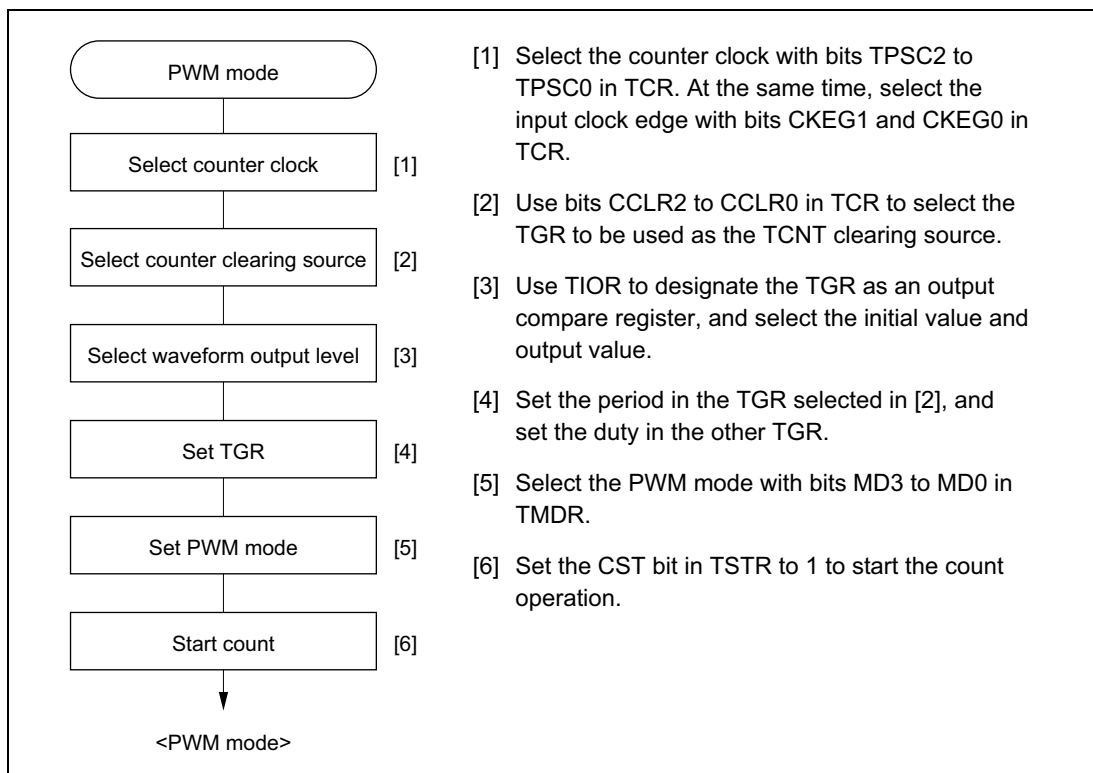 PWM mode
Select counter clock [1]
Select counter clearing source [2]
Select waveform output level [3]
Set TGR [4]
Set PWM mode [5]
Start count [6]
<PWM mode>
[1] Select the counter clock with bits TPSC2 to
TPSC0 in TCR. At the same time, select the
input clock edge with bits CKEG1 and CKEG0 in
TCR.
[2] Use bits CCLR2 to CCLR0 in TCR to select the
TGR to be used as the TCNT clearing source.
[3] Use TIOR to designate the TGR as an output
compare register, and select the initial value and
output value.
[4] Set the period in the TGR selected in [2], and
set the duty in the other TGR.
[5] Select the PWM mode with bits MD3 to MD0 in
TMDR.
[6] Set the CST bit in TSTR to 1 to start the count
operation.